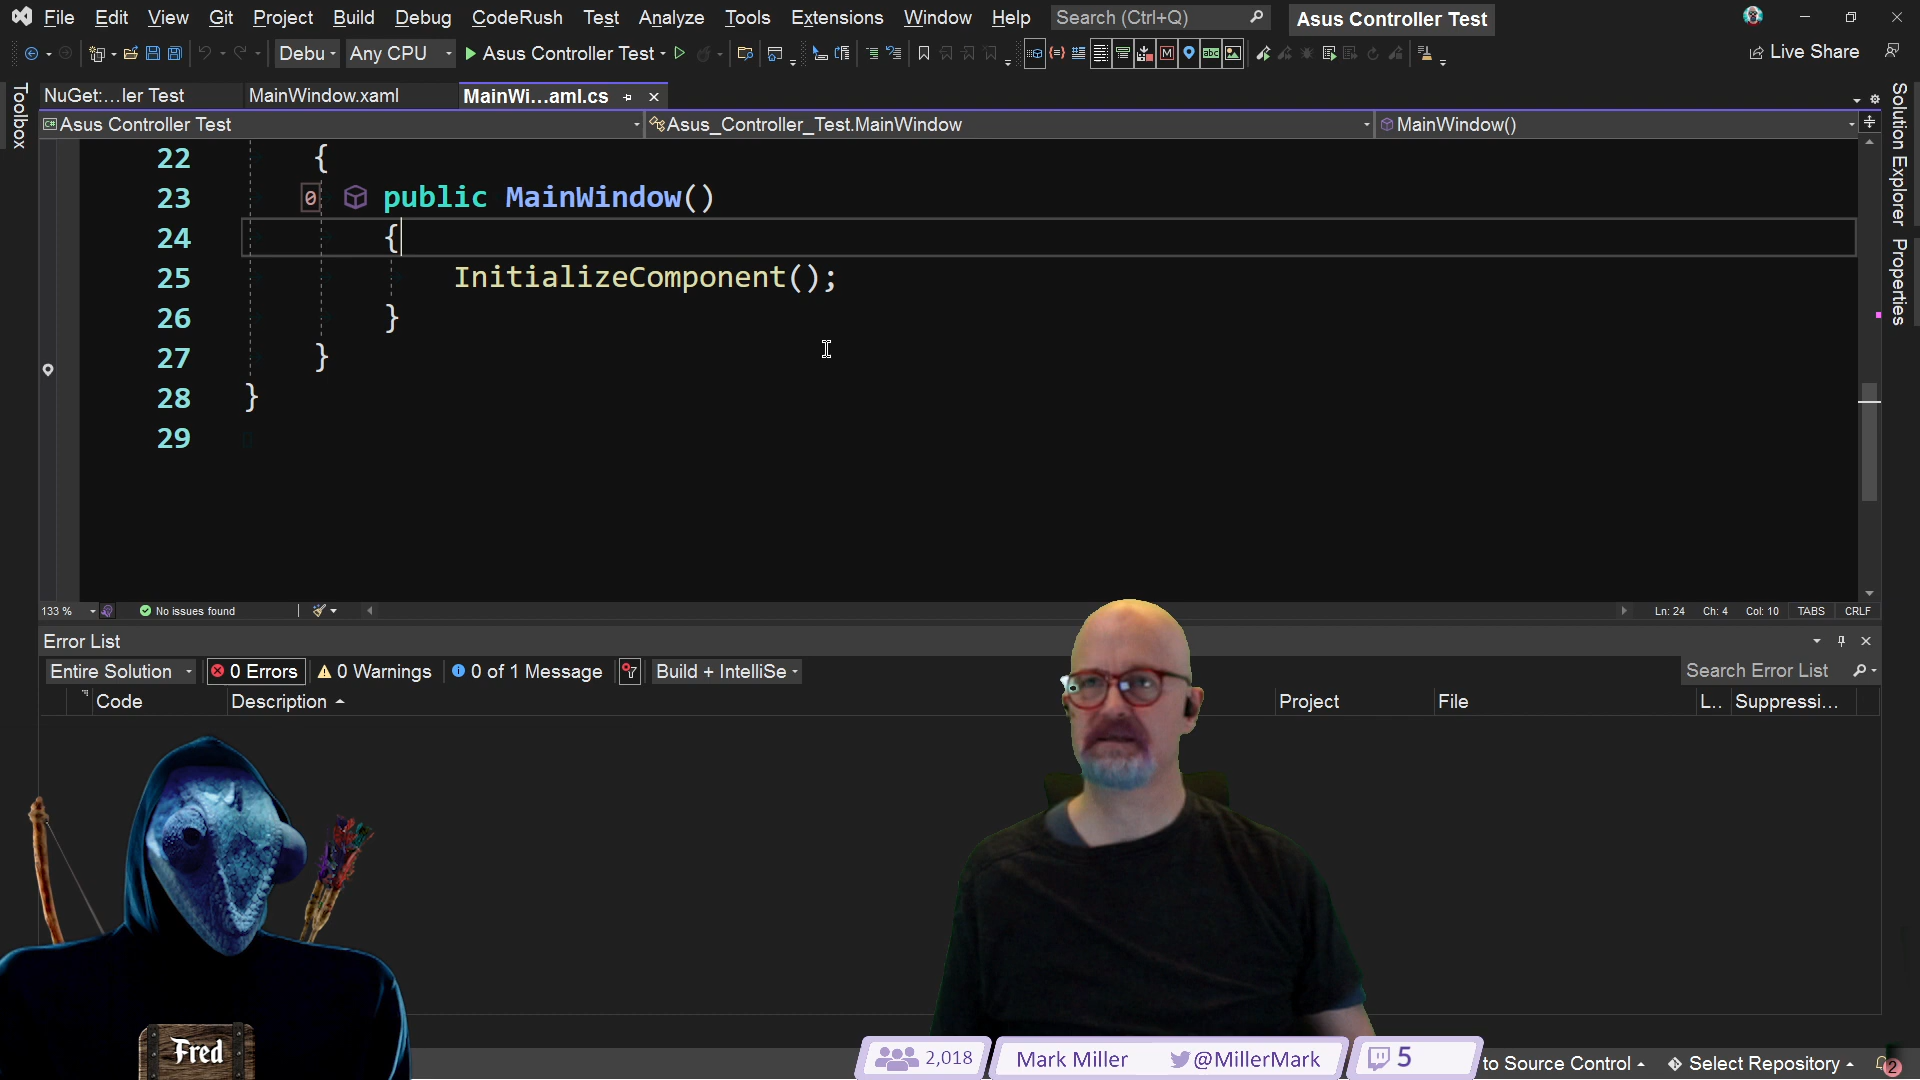 File Edit View Git Project Build Debug CodeRush Test Analyze Tools Extensions Window Help Search (Ctrl+Q) Asus Controller Test
Debu Any CPU Asus Controller Test Live Share
Toolbox
NuGet:...ler Test MainWindow.xaml MainWi...aml.cs
Asus Controller Test Asus_Controller_Test.MainWindow MainWindow()
Solution Explorer
Properties
22 {
23 0 public MainWindow()
24 {
25 InitializeComponent();
26 }
27 }
28 }
29
133 % No issues found Ln: 24 Ch: 4 Col: 10 TABS CRLF
Error List
Entire Solution 0 Errors 0 Warnings 0 of 1 Message Build + IntelliSe Search Error List
Code Description Project File L.. Suppressi...
Fred
2,018 Mark Miller @MillerMark 5 to Source Control Select Repository 2